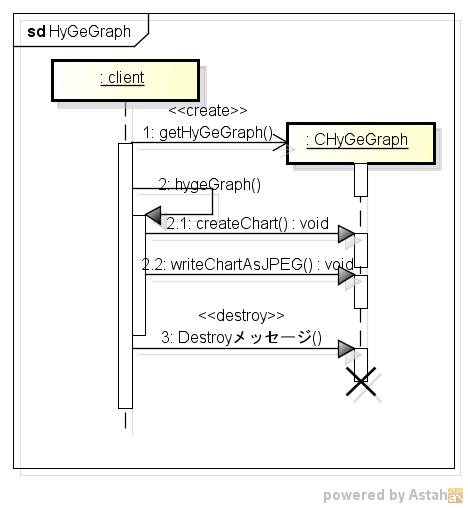 sd HyGeGraph
: client
<<create>>
1: getHyGeGraph()
: CHyGeGraph
2: hygeGraph()
2.1: createChart() : void
2.2: writeChartAsJPEG() : void
<<destroy>>
3: Destroyメッセージ()
powered by Astah